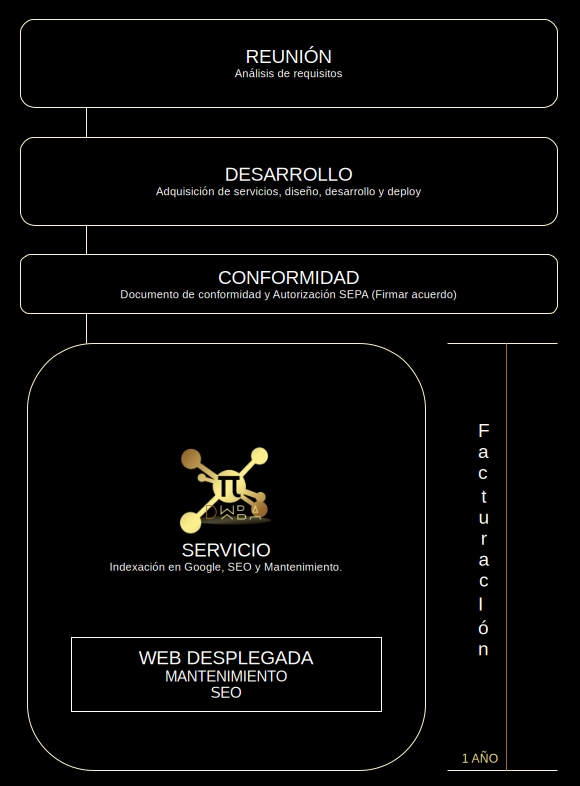 REUNIÓN
Análisis de requisitos
DESARROLLO
Adquisición de servicios, diseño, desarrollo y deploy
CONFORMIDAD
Documento de conformidad y Autorización SEPA (Firmar acuerdo)
π
DWBA
SERVICIO
Indexación en Google, SEO y Mantenimiento.
WEB DESPLEGADA
MANTENIMIENTO
SEO
FacturacIón
1 AÑO